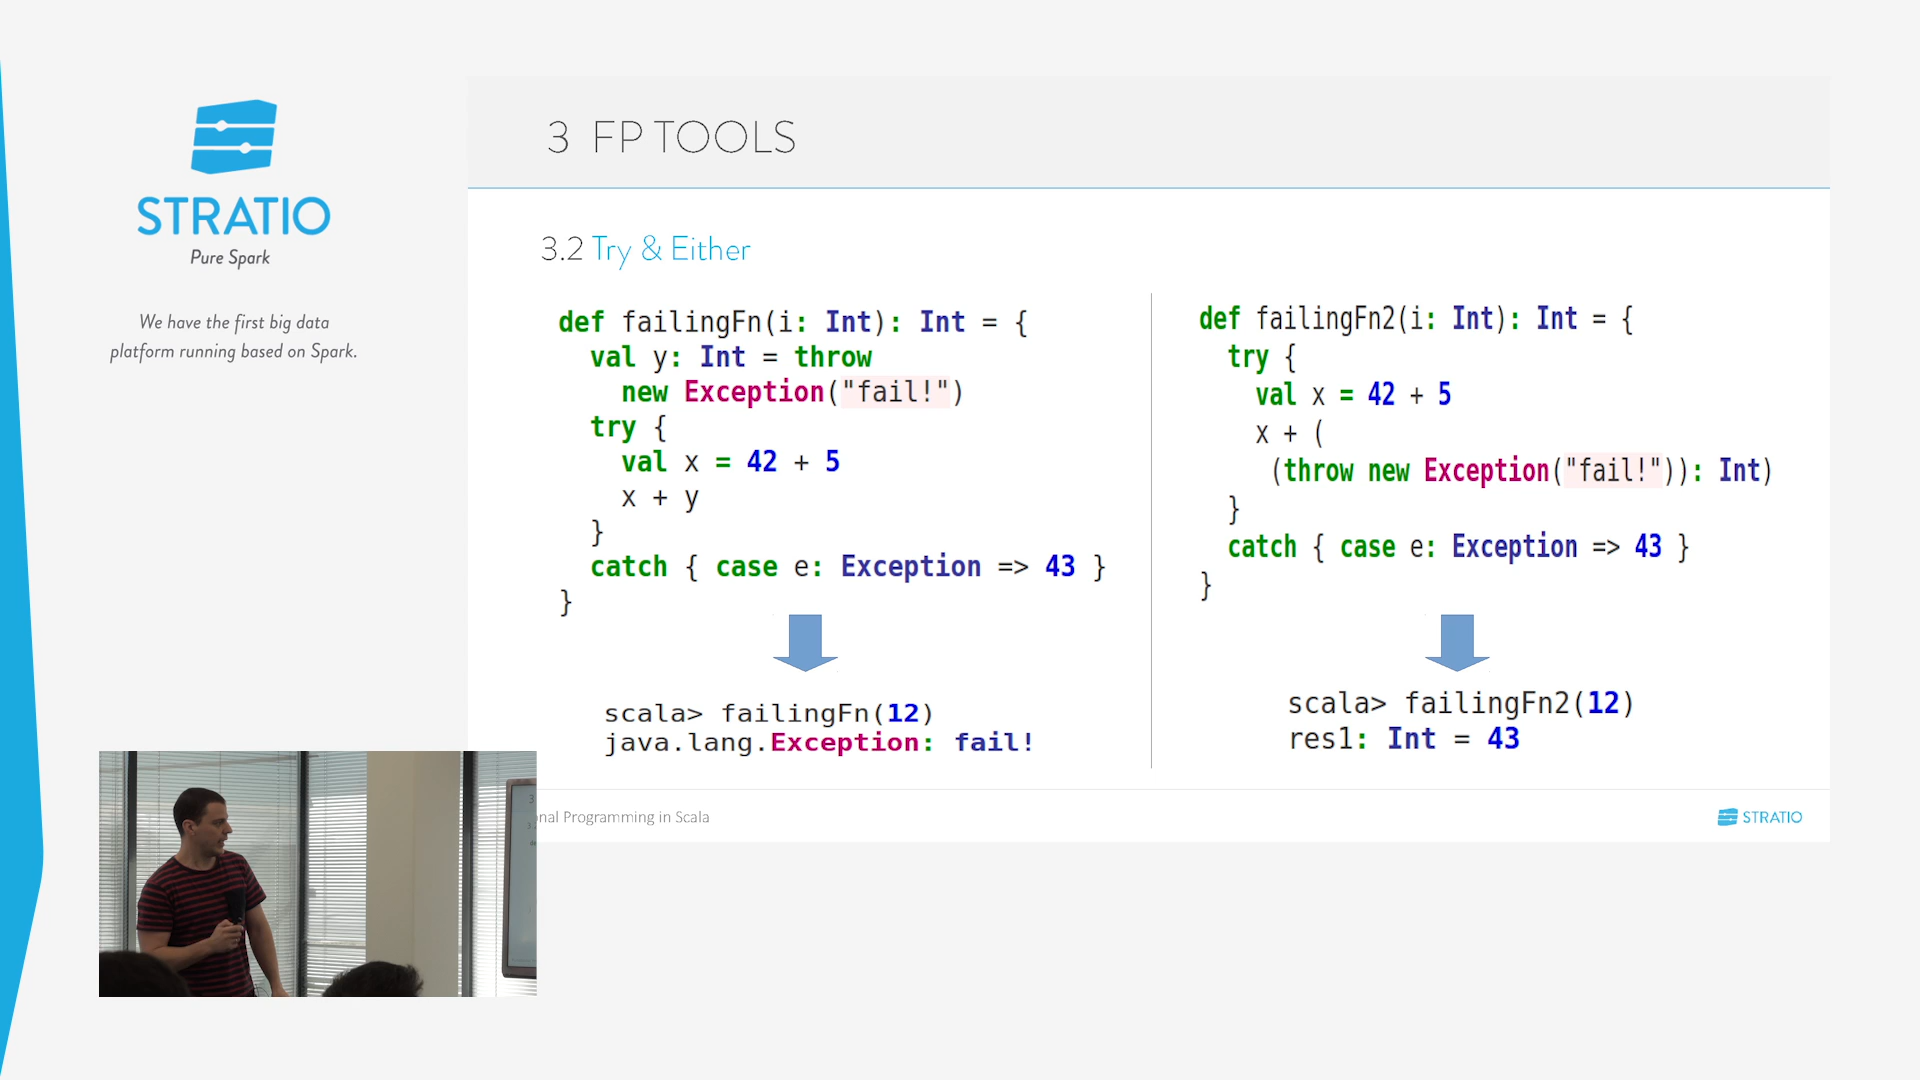 STRATIO
Pure Spark
We have the first big data
platform running based on Spark.
3 FP TOOLS
3.2 Try & Either
def failingFn(i: Int): Int = {
val y: Int = throw
new Exception("fail!")
try {
val x = 42 + 5
x + y
}
catch { case e: Exception => 43 }
}
scala> failingFn(12)
java.lang.Exception: fail!
def failingFn2(i: Int): Int = {
try {
val x = 42 + 5
x + (
(throw new Exception("fail!")): Int)
}
catch { case e: Exception => 43 }
}
scala> failingFn2(12)
res1: Int = 43
nal Programming in Scala
STRATIO